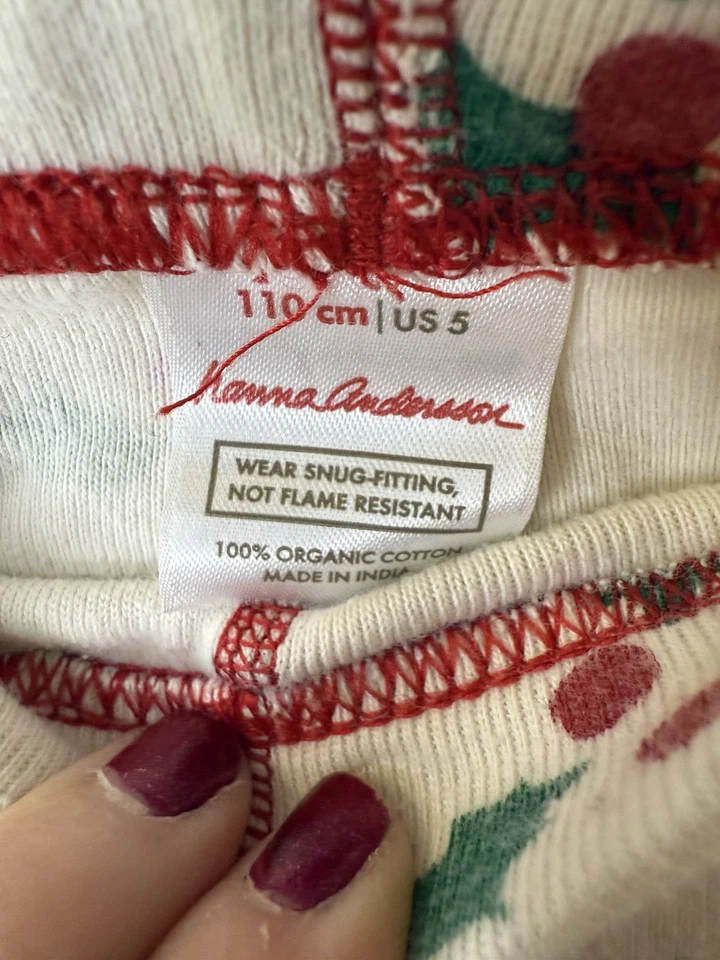 110 cm | US 5
hanna andersson
WEAR SNUG-FITTING,
NOT FLAME RESISTANT
100% ORGANIC COTTON
MADE IN INDIA